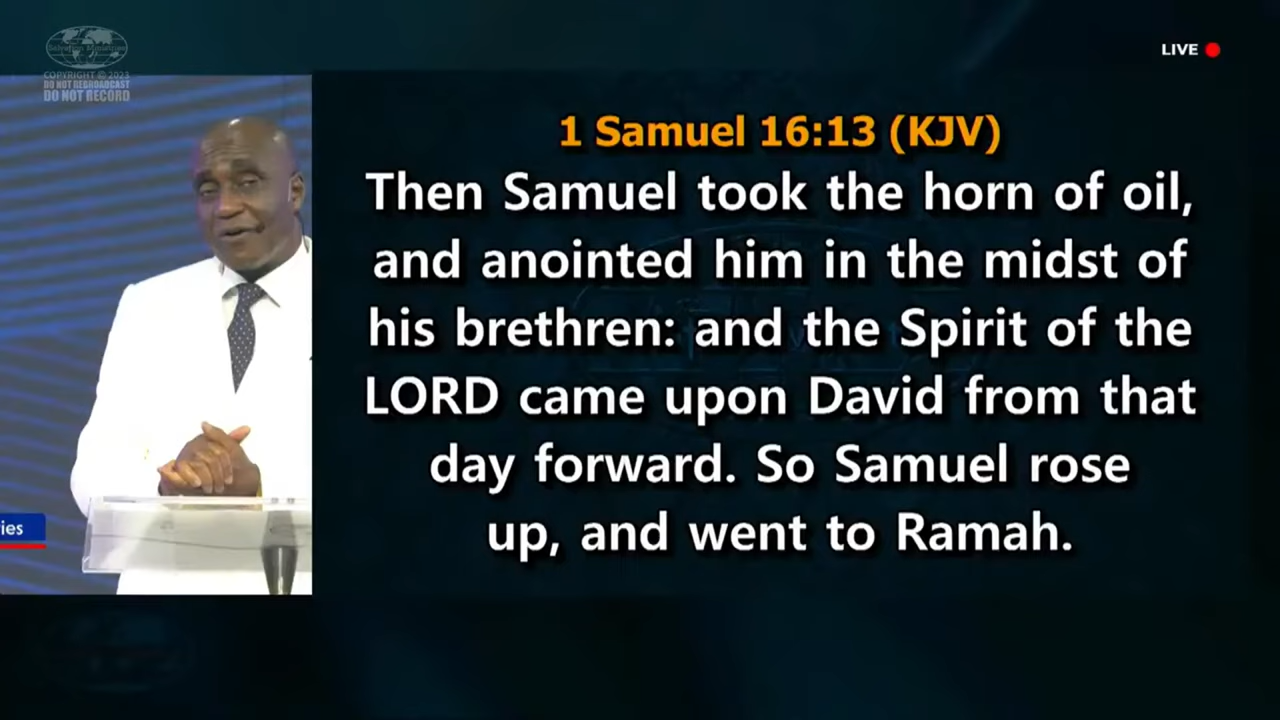 Salvation Ministries
COPYRIGHT © 2023
DO NOT REBROADCAST
DO NOT RECORD
LIVE
1 Samuel 16:13 (KJV)
Then Samuel took the horn of oil,
and anointed him in the midst of
his brethren: and the Spirit of the
LORD came upon David from that
day forward. So Samuel rose
up, and went to Ramah.
ies